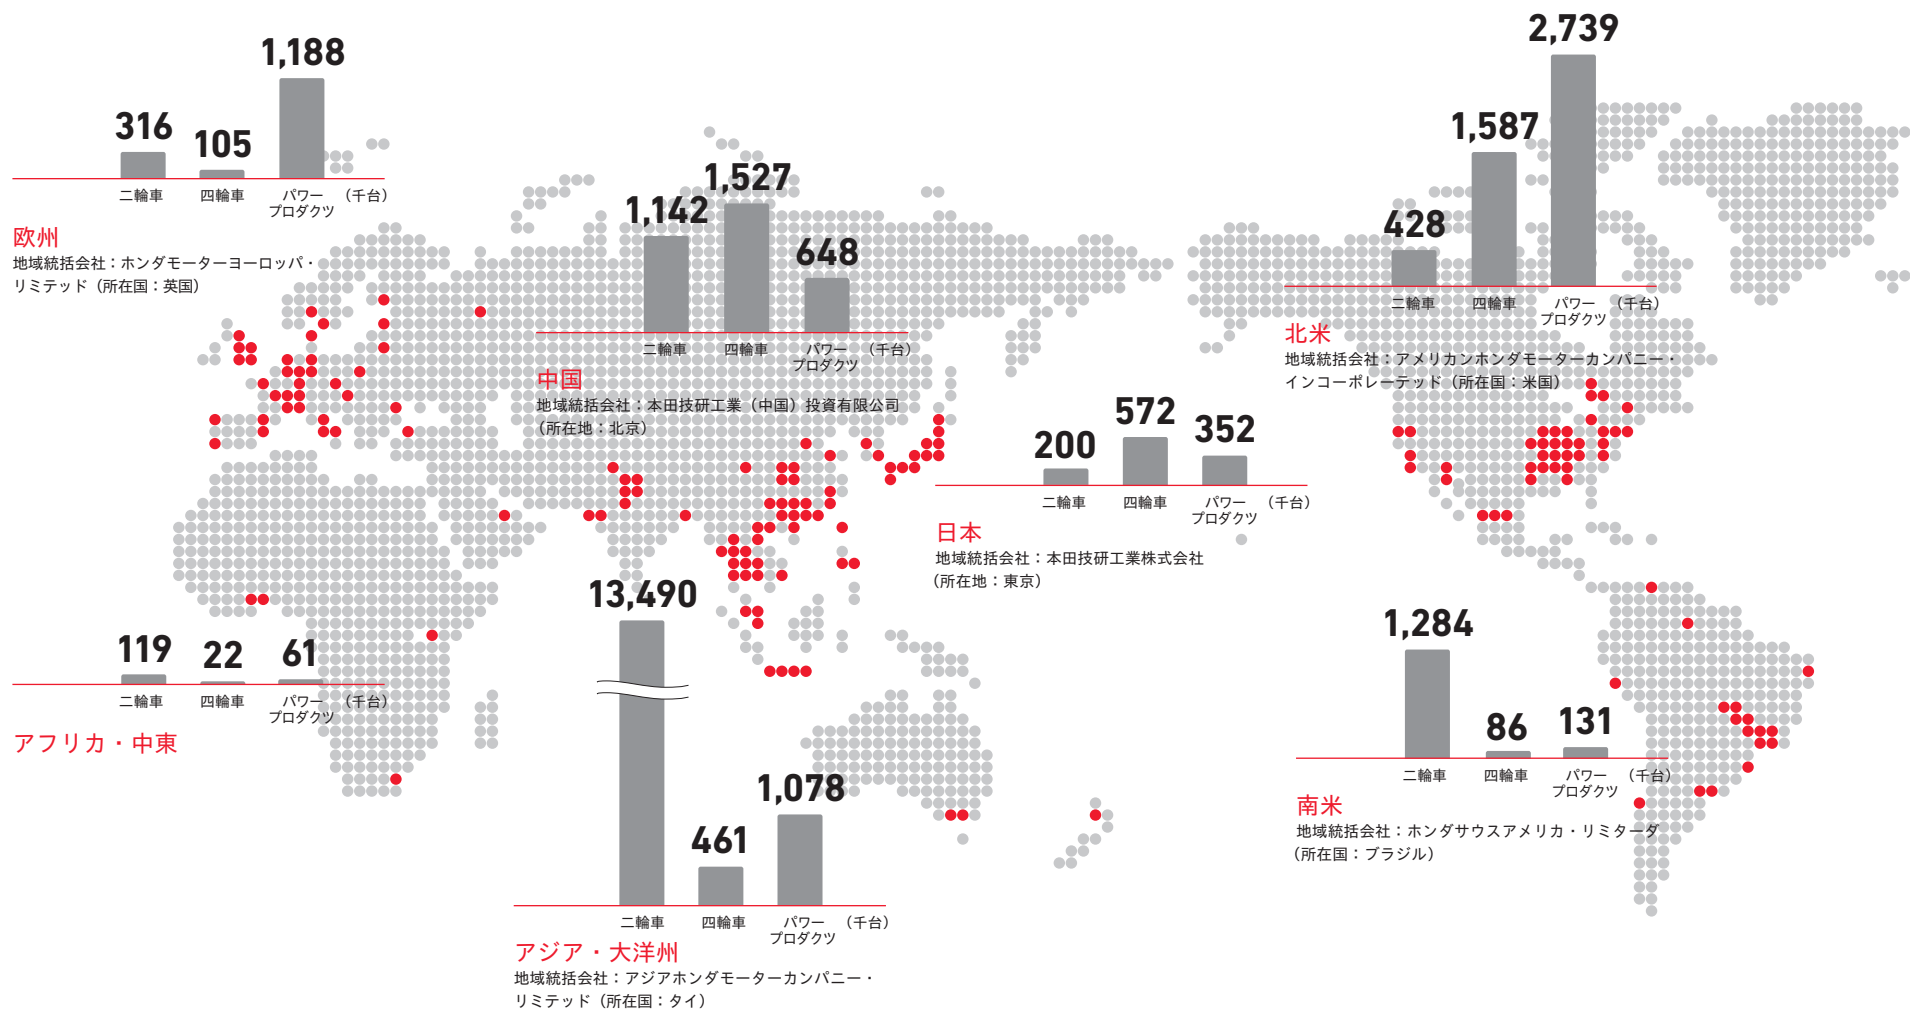 1,188
316
105
二輪車
四輪車
パワー
プロダクツ
（千台）
欧州
地域統括会社：ホンダモーターヨーロッパ・
リミテッド（所在国：英国）
1,142
1,527
648
二輪車
四輪車
パワー
プロダクツ
（千台）
中国
地域統括会社：本田技研工業（中国）投資有限公司
（所在地：北京）
428
1,587
2,739
二輪車
四輪車
パワー
プロダクツ
（千台）
北米
地域統括会社：アメリカンホンダモーターカンパニー・
インコーポレーテッド（所在国：米国）
200
572
352
二輪車
四輪車
パワー
プロダクツ
（千台）
日本
地域統括会社：本田技研工業株式会社
（所在地：東京）
119
22
61
二輪車
四輪車
パワー
プロダクツ
（千台）
アフリカ・中東
13,490
461
1,078
二輪車
四輪車
パワー
プロダクツ
（千台）
アジア・大洋州
地域統括会社：アジアホンダモーターカンパニー・
リミテッド（所在国：タイ）
1,284
86
131
二輪車
四輪車
パワー
プロダクツ
（千台）
南米
地域統括会社：ホンダサウスアメリカ・リミターダ
（所在国：ブラジル）